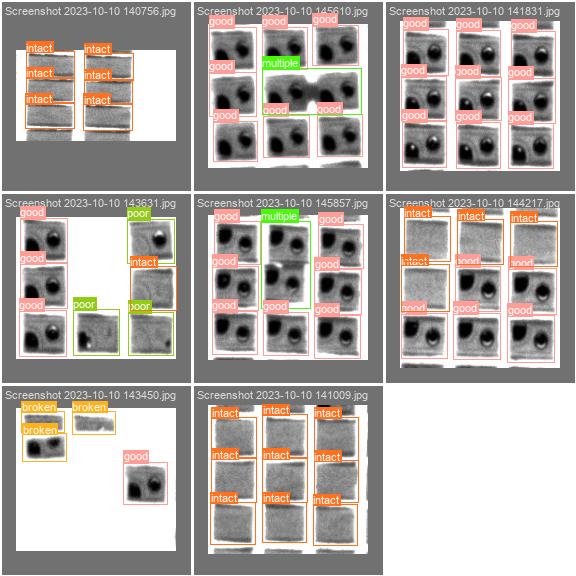 Screenshot 2023-10-10 140756.jpg
intact intact
intact intact
intact intact
Screenshot 2023-10-10 145610.jpg
good good good
good multiple
good good good
Screenshot 2023-10-10 141831.jpg
good good good
good good good
good good good
Screenshot 2023-10-10 143631.jpg
good poor
good intact
good poor poor
Screenshot 2023-10-10 145857.jpg
good multiple good
good good
good good good
Screenshot 2023-10-10 144217.jpg
intact intact intact
intact good good
good good good
Screenshot 2023-10-10 143450.jpg
broken broken
broken
good
Screenshot 2023-10-10 141009.jpg
intact intact intact
intact intact intact
intact intact intact